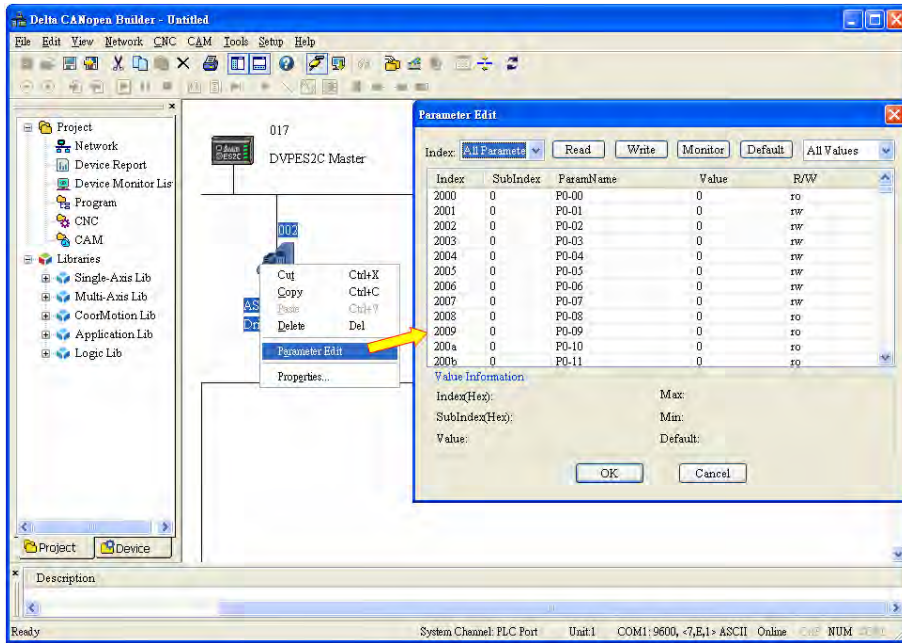 Delta CANopen Builder - Untitled
File Edit View Network CNC CAM Tools Setup Help
Project
Network
Device Report
Device Monitor Lis
Program
CNC
CAM
Libraries
Single-Axis Lib
Multi-Axis Lib
CoorMotion Lib
Application Lib
Logic Lib
Project Device
017
DVPES2C Master
002
AS
Dri
Cut Ctrl+X
Copy Ctrl+C
Paste Ctrl+V
Delete Del
Parameter Edit
Properties...
Parameter Edit
Index: All Paramete Read Write Monitor Default All Values
Index SubIndex ParamName Value R/W
2000 0 P0-00 0 ro
2001 0 P0-01 0 rw
2002 0 P0-02 0 rw
2003 0 P0-03 0 rw
2004 0 P0-04 0 rw
2005 0 P0-05 0 rw
2006 0 P0-06 0 rw
2007 0 P0-07 0 rw
2008 0 P0-08 0 ro
2009 0 P0-09 0 ro
200a 0 P0-10 0 ro
200b 0 P0-11 0 ro
Value Information
Index(Hex): Max:
SubIndex(Hex): Min:
Value: Default:
OK Cancel
Description
Ready System Channel: PLC Port Unit:1 COM1: 9600, <7,E,1> ASCII Online CAP NUM